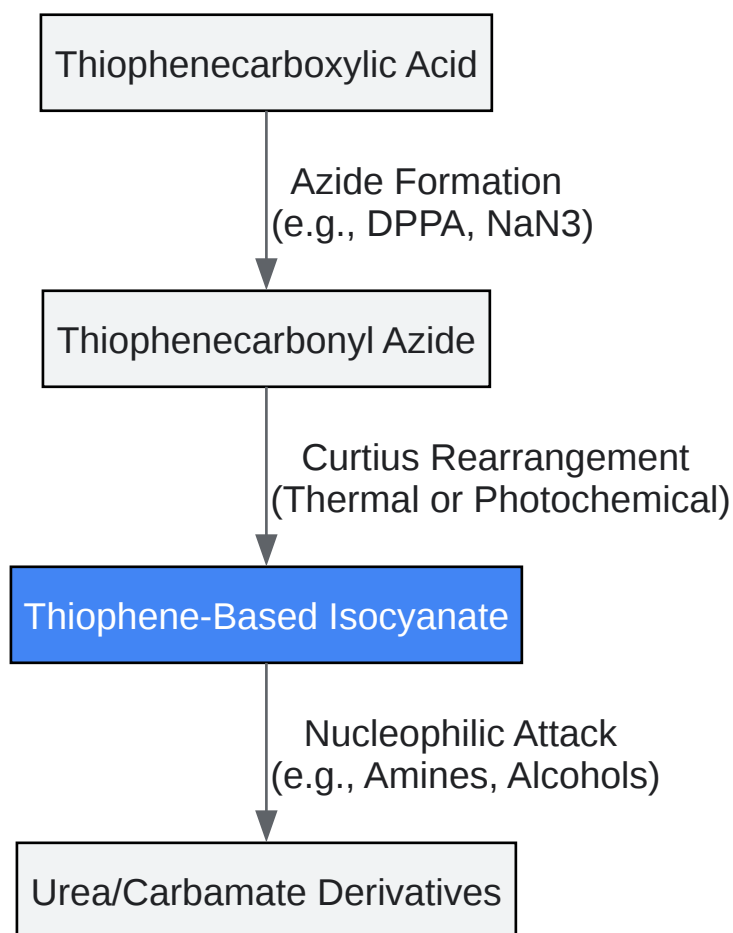 Thiophenecarboxylic Acid
Azide Formation
(e.g., DPPA, NaN3)
Thiophenecarbonyl Azide
Curtius Rearrangement
(Thermal or Photochemical)
Thiophene-Based Isocyanate
Nucleophilic Attack
(e.g., Amines, Alcohols)
Urea/Carbamate Derivatives